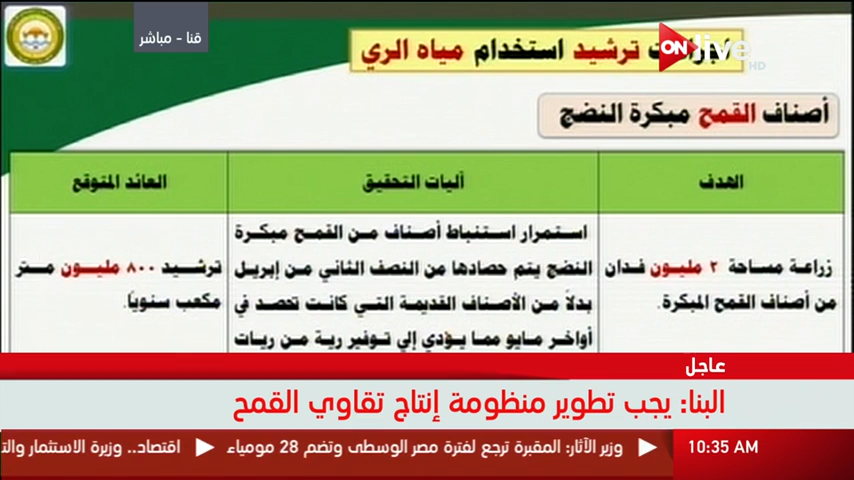 قنا - مباشر
ON live
HD
ترشيد استخدام مياه الري
أصناف القمح مبكرة النضج
الهدف
أليات التحقيق
العائد المتوقع
زراعة مساحة ٢ مليون فدان
من أصناف القمح المبكرة.
استمرار استنباط أصناف من القمح مبكرة
النضج يتم حصادها من النصف الثاني من إبريل
بدلاً من الأصناف القديمة التي كانت تحصد في
أواخر مايو مما يؤدي إلي توفير رية من ريات
ترشيد ٨٠٠ مليون متر
مكعب سنوياً.
عاجل
البنا: يجب تطوير منظومة إنتاج تقاوي القمح
10:35 AM
وزير الآثار: المقبرة ترجع لفترة مصر الوسطى وتضم 28 مومياء
اقتصاد.. وزيرة الاستثمار والت